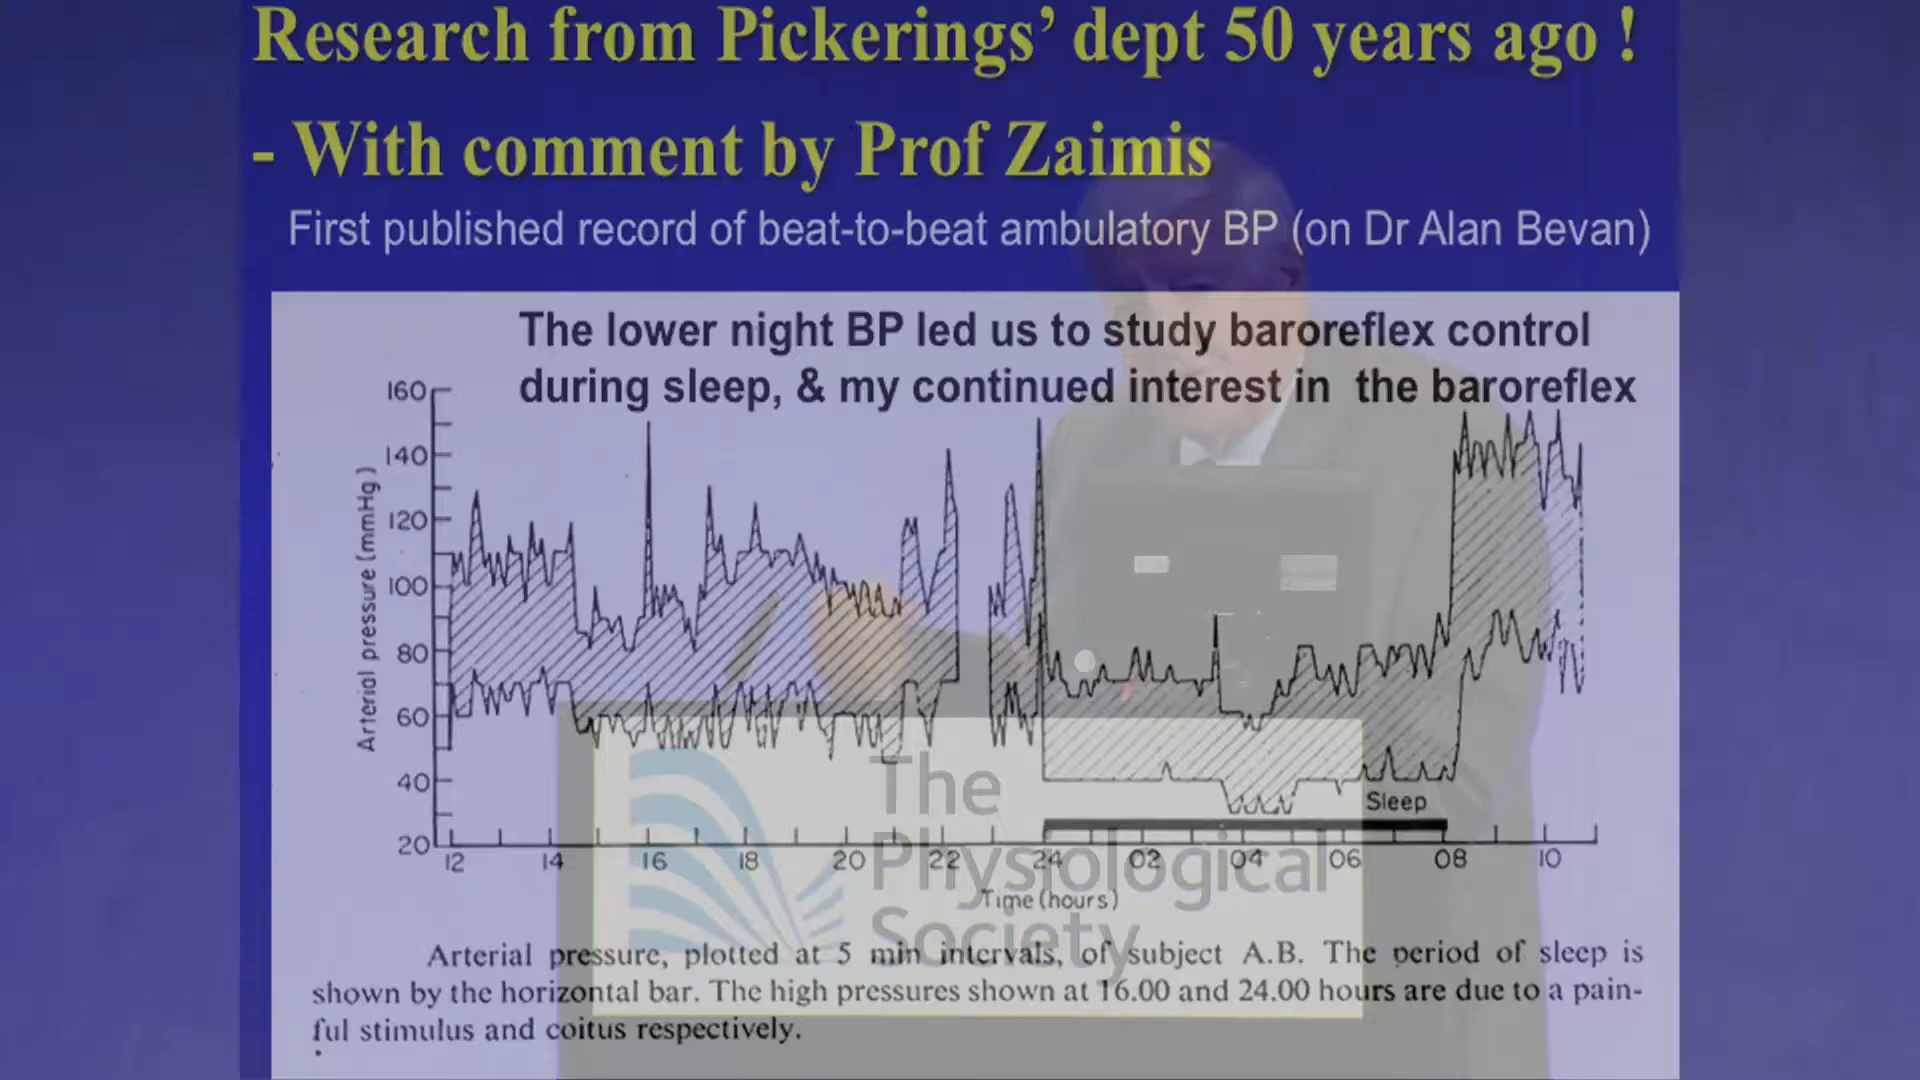 Research from Pickerings’ dept 50 years ago !
- With comment by Prof Zaimis
First published record of beat-to-beat ambulatory BP (on Dr Alan Bevan)
The lower night BP led us to study baroreflex control
during sleep, & my continued interest in the baroreflex
Arterial pressure (mmHg)
160
140
120
100
80
60
40
20
Sleep
12 14 16 18 20 22 24 02 04 06 08 10
Time (hours)
The
Physiological
Society
Arterial pressure, plotted at 5 min intervals, of subject A.B. The period of sleep is
shown by the horizontal bar. The high pressures shown at 16.00 and 24.00 hours are due to a pain-
ful stimulus and coitus respectively.